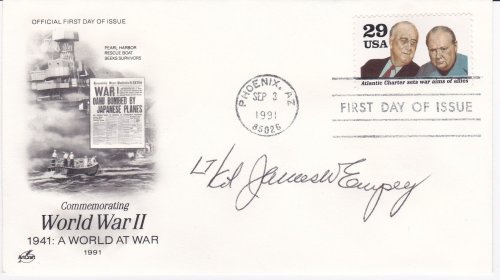 OFFICIAL FIRST DAY OF ISSUE
PEARL HARBOR
RESCUE BOAT
SEEKS SURVIVORS
WAR!
OAHU BOMBED BY
JAPANESE PLANES
Commemorating
World War II
1941: A WORLD AT WAR
1991
ArtCraft
PHOENIX, AZ
SEP 3
1991
85026
29
USA
Atlantic Charter sets war aims of allies
FIRST DAY OF ISSUE
James W Empey